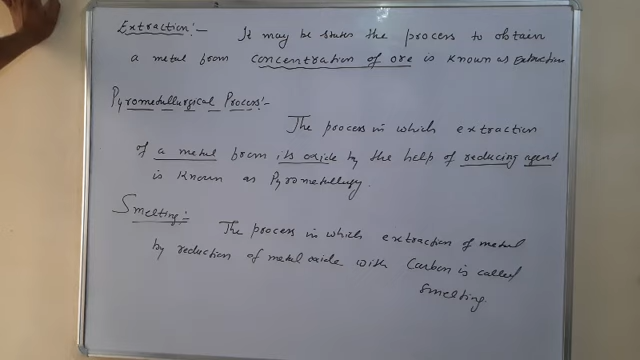 Extraction:- It may be states the process to obtain
a metal from concentration of ore is known as extraction
Pyrometallurgical Process:-
The process in which extraction
of a metal from its oxide by the help of reducing agent
is known as Pyrometallurgy.
Smelting:- The process in which extraction of metal
by reduction of metal oxide with Carbon is called
smelting.